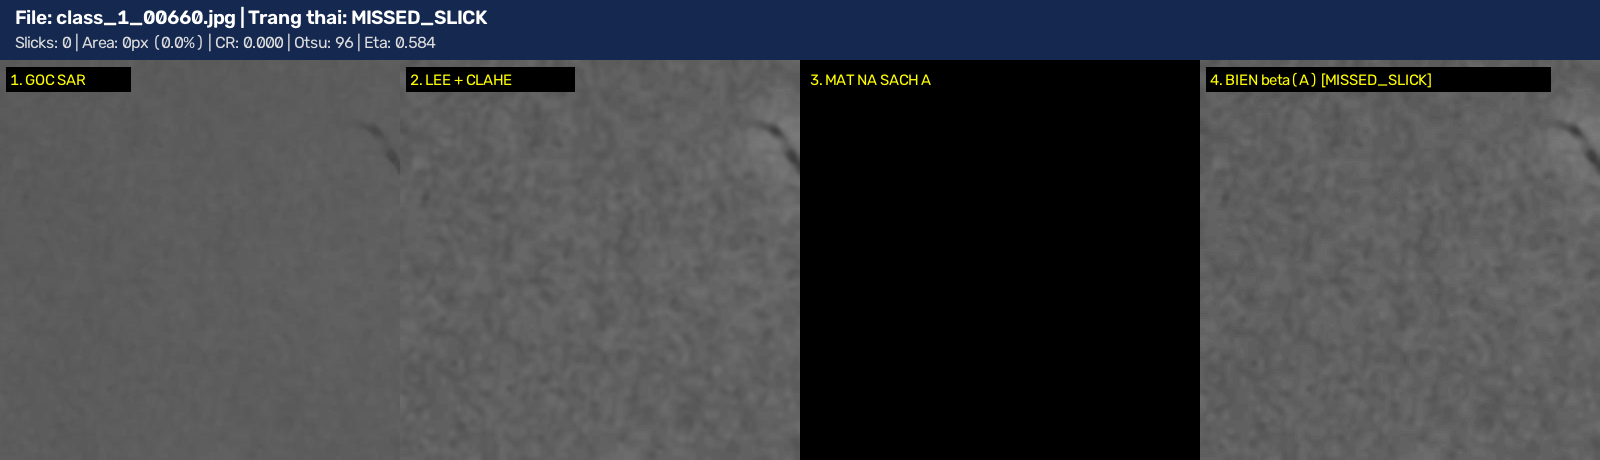 File: class_1_00660.jpg | Trang thai: MISSED_SLICK
Slicks: 0 | Area: 0px (0.0%) | CR: 0.000 | Otsu: 96 | Eta: 0.584
1. GOC SAR
2. LEE + CLAHE
3. MAT NA SACH A
4. BIEN beta(A) [MISSED_SLICK]